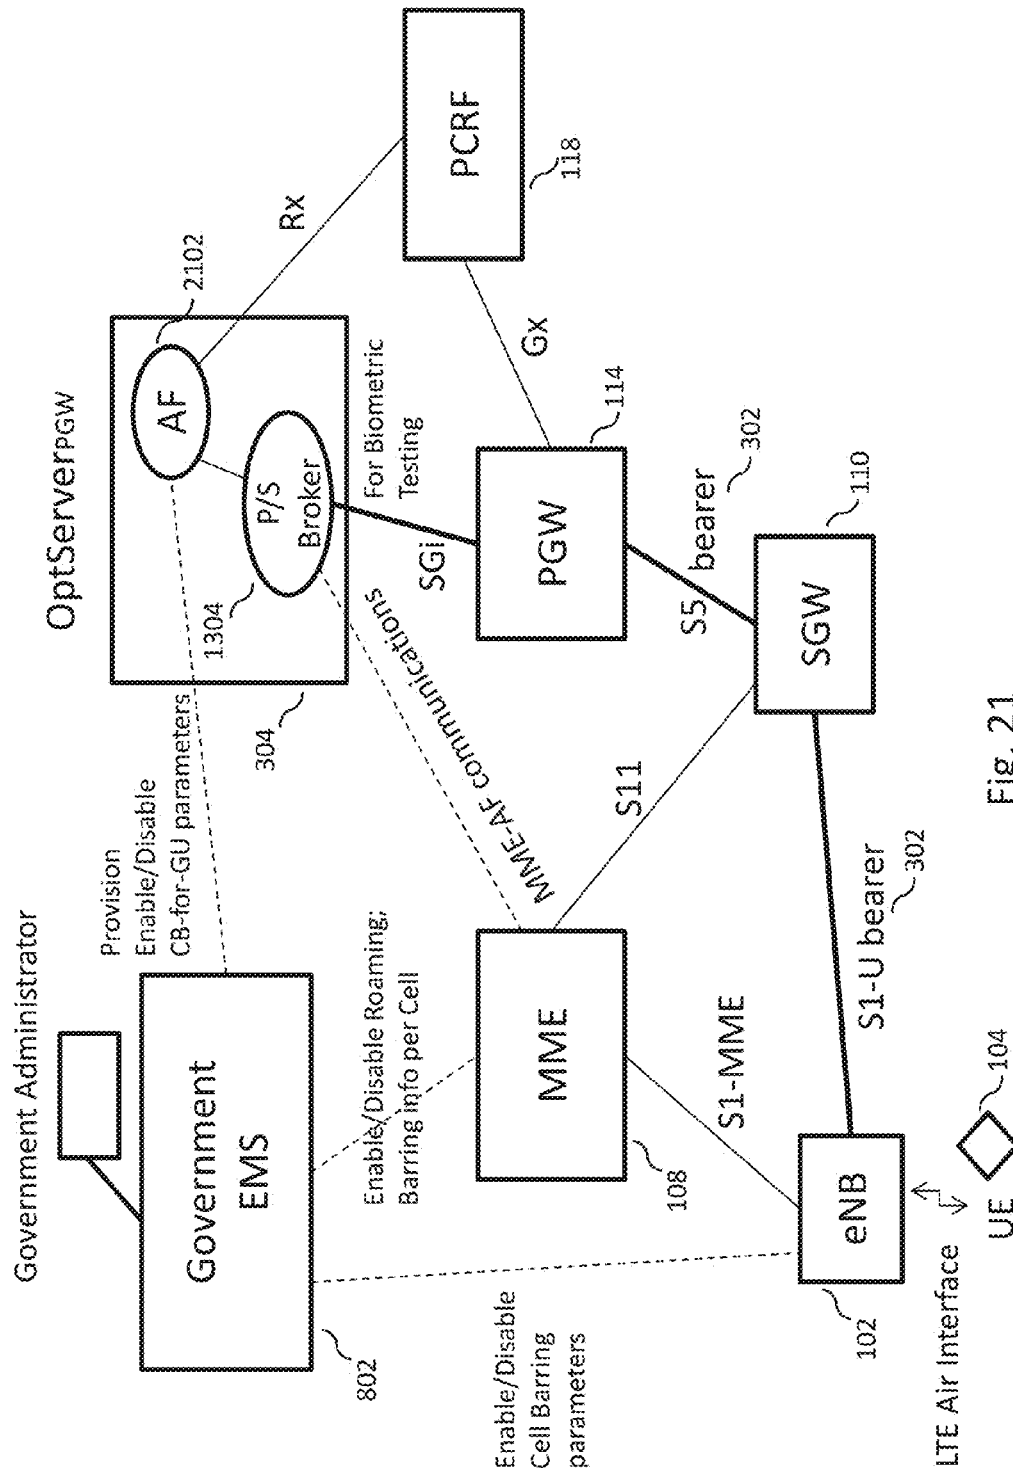 Government Administrator
Government
EMS
802
Provision
Enable/Disable
CB-for-GU parameters
OptServerPGW
AF
2102
P/S
Broker
1304
304
Rx
PCRF
118
Gx
For Biometric
Testing
SGi
PGW
114
MME-AF communications
Enable/Disable Roaming;
Barring info per Cell
MME
108
S11
S5
bearer
302
SGW
110
S1-MME
S1-U bearer
302
Enable/Disable
Cell Barring
parameters
eNB
102
LTE Air Interface
UE
104
Fig. 21